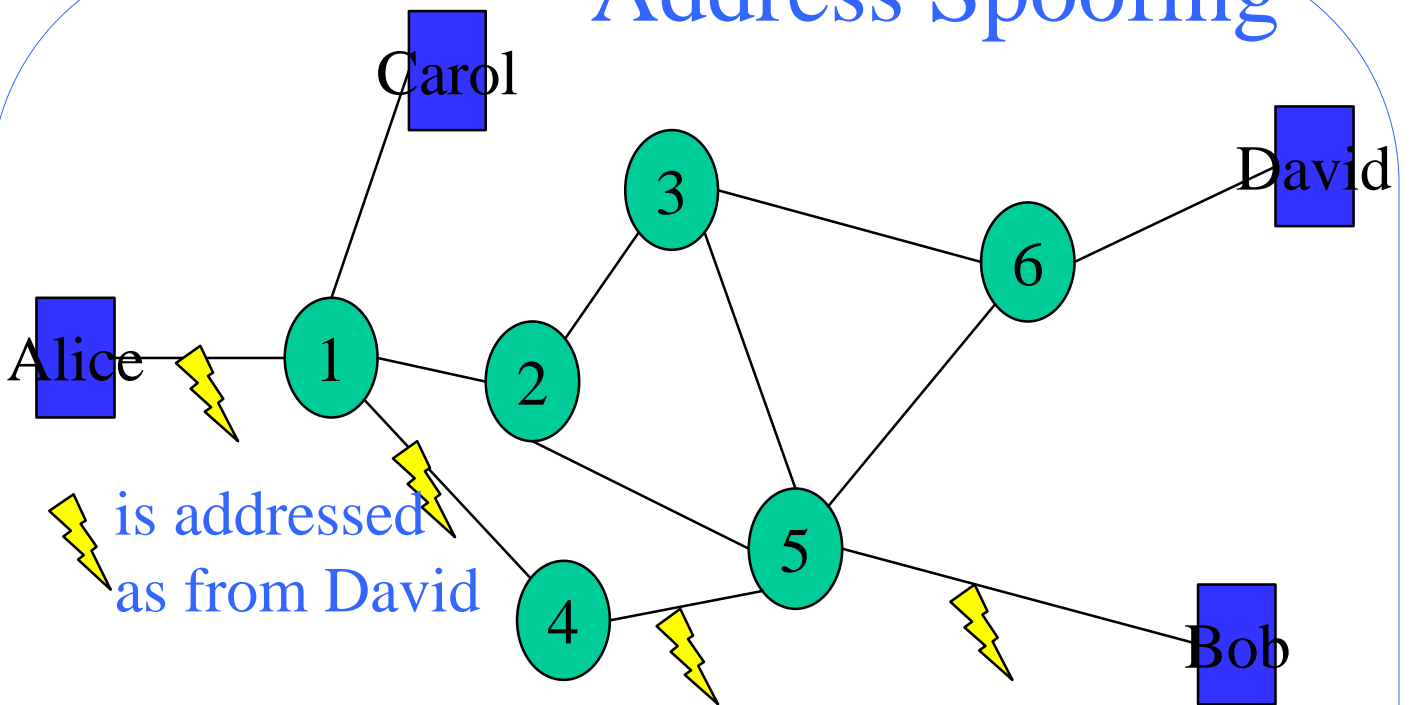 Address Spoofing
Carol
David
3
6
Alice
1
2
is addressed
as from David
5
4
Bob